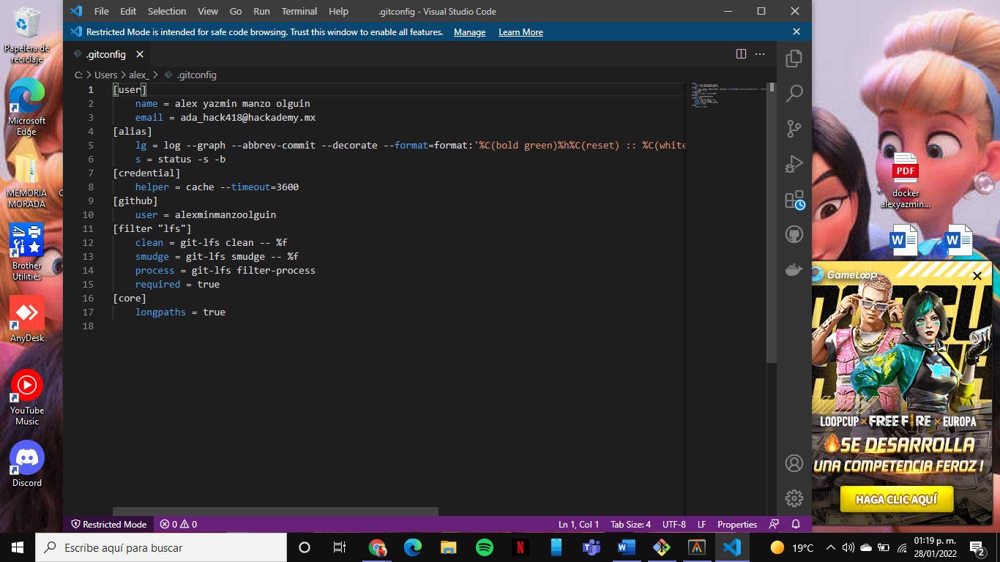 File Edit Selection View Go Run Terminal Help
.gitconfig - Visual Studio Code
Restricted Mode is intended for safe code browsing. Trust this window to enable all features. Manage Learn More
.gitconfig
C: > Users > alex_ > .gitconfig
1 [user]
2 name = alex yazmin manzo olguin
3 email = ada_hack418@hackademy.mx
4 [alias]
5 lg = log --graph --abbrev-commit --decorate --format=format:'%C(bold green)%h%C(reset) :: %C(white
6 s = status -s -b
7 [credential]
8 helper = cache --timeout=3600
9 [github]
10 user = alexminmanzoolguin
11 [filter "lfs"]
12 clean = git-lfs clean -- %f
13 smudge = git-lfs smudge -- %f
14 process = git-lfs filter-process
15 required = true
16 [core]
17 longpaths = true
18
Restricted Mode 0 0
Ln 1, Col 1 Tab Size: 4 UTF-8 LF Properties
Papelera de
reciclaje
Microsoft
Edge
MEMORIA
MORADA
C
Brother
Utilities
AnyDesk
YouTube
Music
Discord
PDF
docker
alexyazmin...
W
W
GameLoop
LOOPCUP × FREE FIRE × EUROPA
SE DESARROLLA
UNA COMPETENCIA FEROZ !
HAGA CLIC AQUÍ
Escribe aquí para buscar
19°C
01:19 p. m.
28/01/2022
2